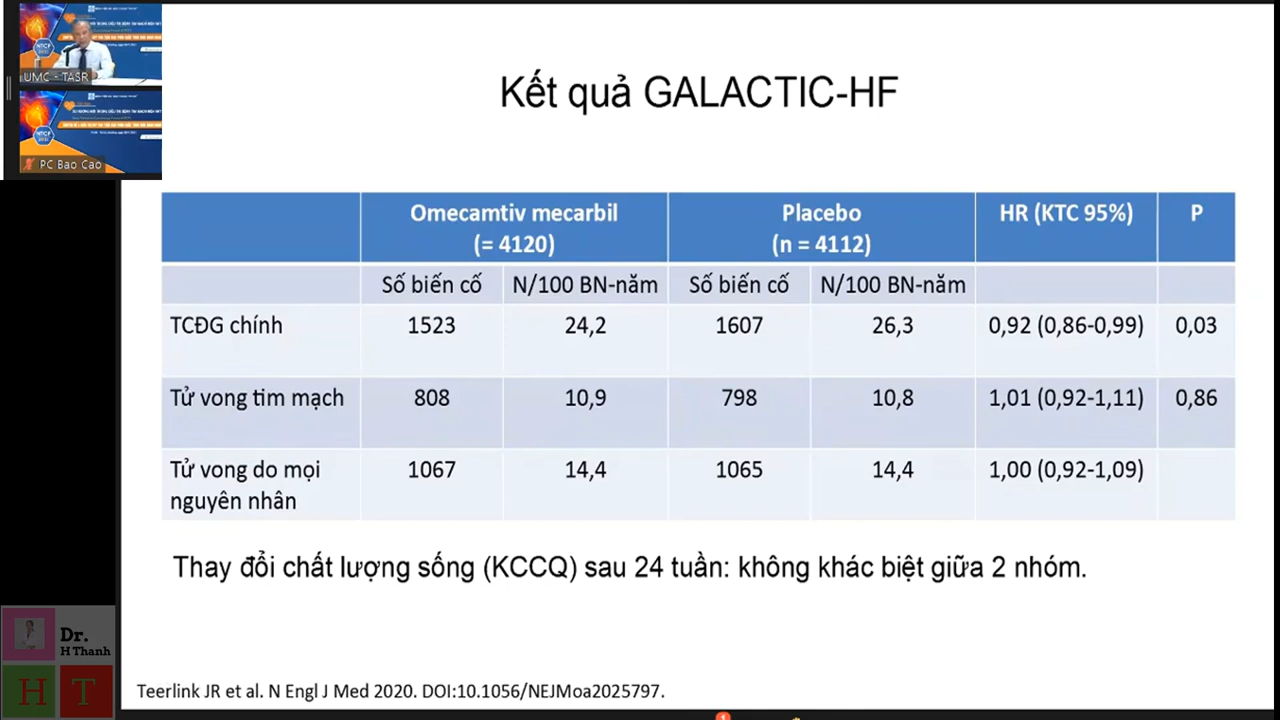 UMC - TASR
NTCF
PC Bao Cao
Kết quả GALACTIC-HF
Omecamtiv mecarbil
(= 4120)
Placebo
(n = 4112)
HR (KTC 95%)
P
Số biến cố
N/100 BN-năm
Số biến cố
N/100 BN-năm
TCĐG chính
1523
24,2
1607
26,3
0,92 (0,86-0,99)
0,03
Tử vong tim mạch
808
10,9
798
10,8
1,01 (0,92-1,11)
0,86
Tử vong do mọi
nguyên nhân
1067
14,4
1065
14,4
1,00 (0,92-1,09)
Thay đổi chất lượng sống (KCCQ) sau 24 tuần: không khác biệt giữa 2 nhóm.
Dr.
H Thanh
H T
Teerlink JR et al. N Engl J Med 2020. DOI:10.1056/NEJMoa2025797.